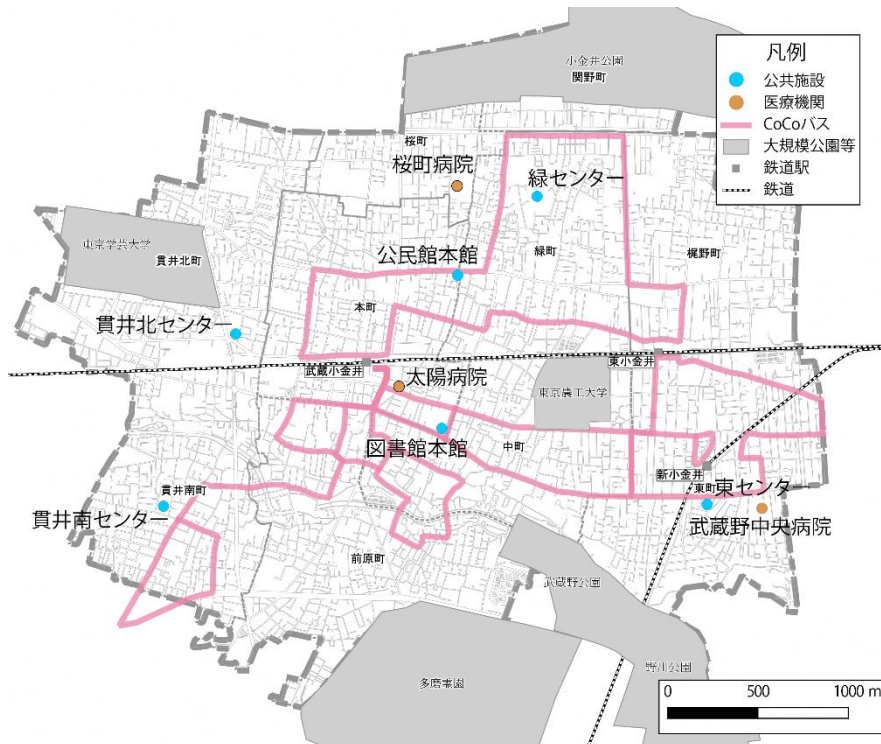 小金井公園
関野町
凡例
公共施設
医療機関
CoCoバス
大規模公園等
鉄道駅
鉄道
桜町
桜町病院
緑センター
東京学芸大学
貫井北町
公民館本館
緑町
梶野町
本町
貫井北センター
武蔵小金井
東小金井
太陽病院
東京農工大学
図書館本館
中町
新小金井
貫井南町
東町
東センター
貫井南センター
武蔵野中央病院
前原町
武蔵野公園
多磨霊園
野川公園
0 500 1000 m